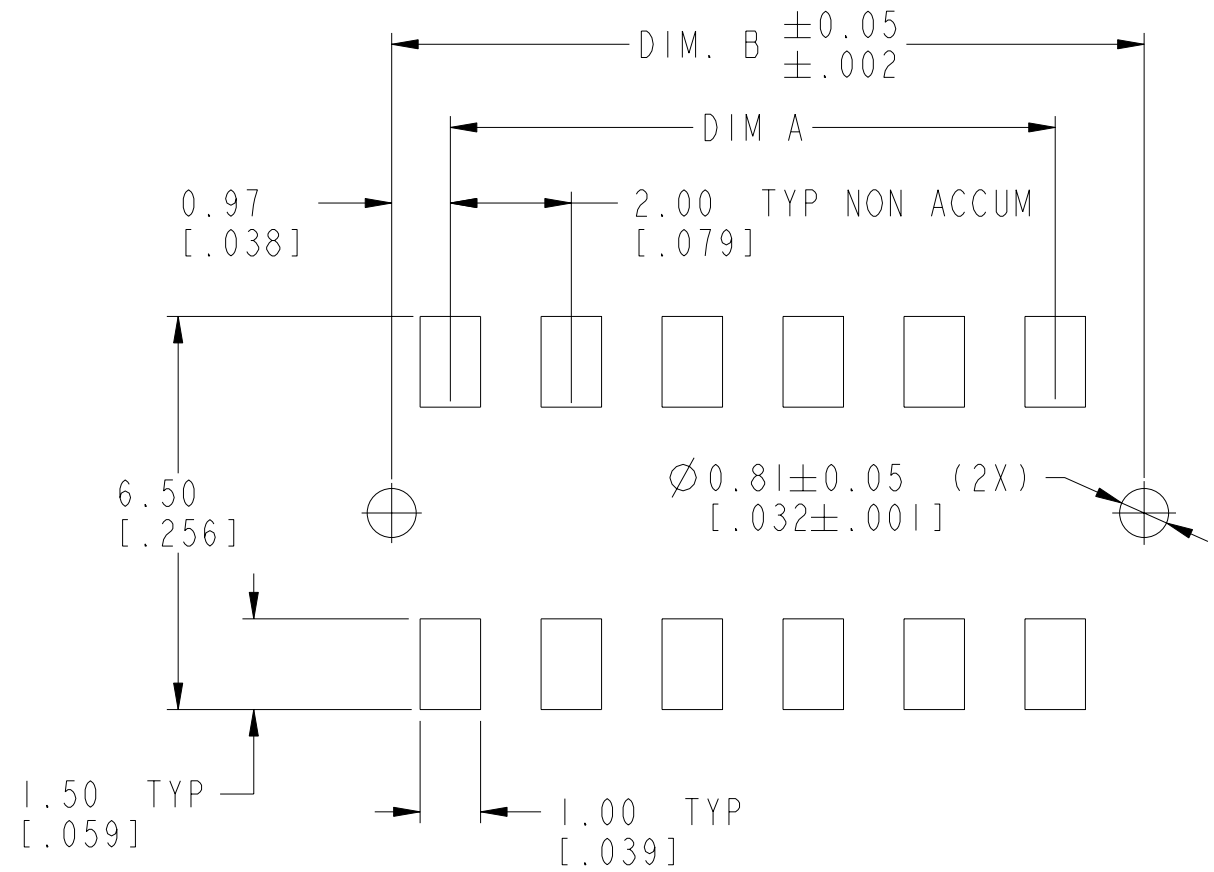 DIM. B ±0.05
±.002
DIM A
0.97
[.038]
2.00 TYP NON ACCUM
[.079]
6.50
[.256]
Ø0.81±0.05 (2X)
[.032±.001]
1.50 TYP
[.059]
1.00 TYP
[.039]